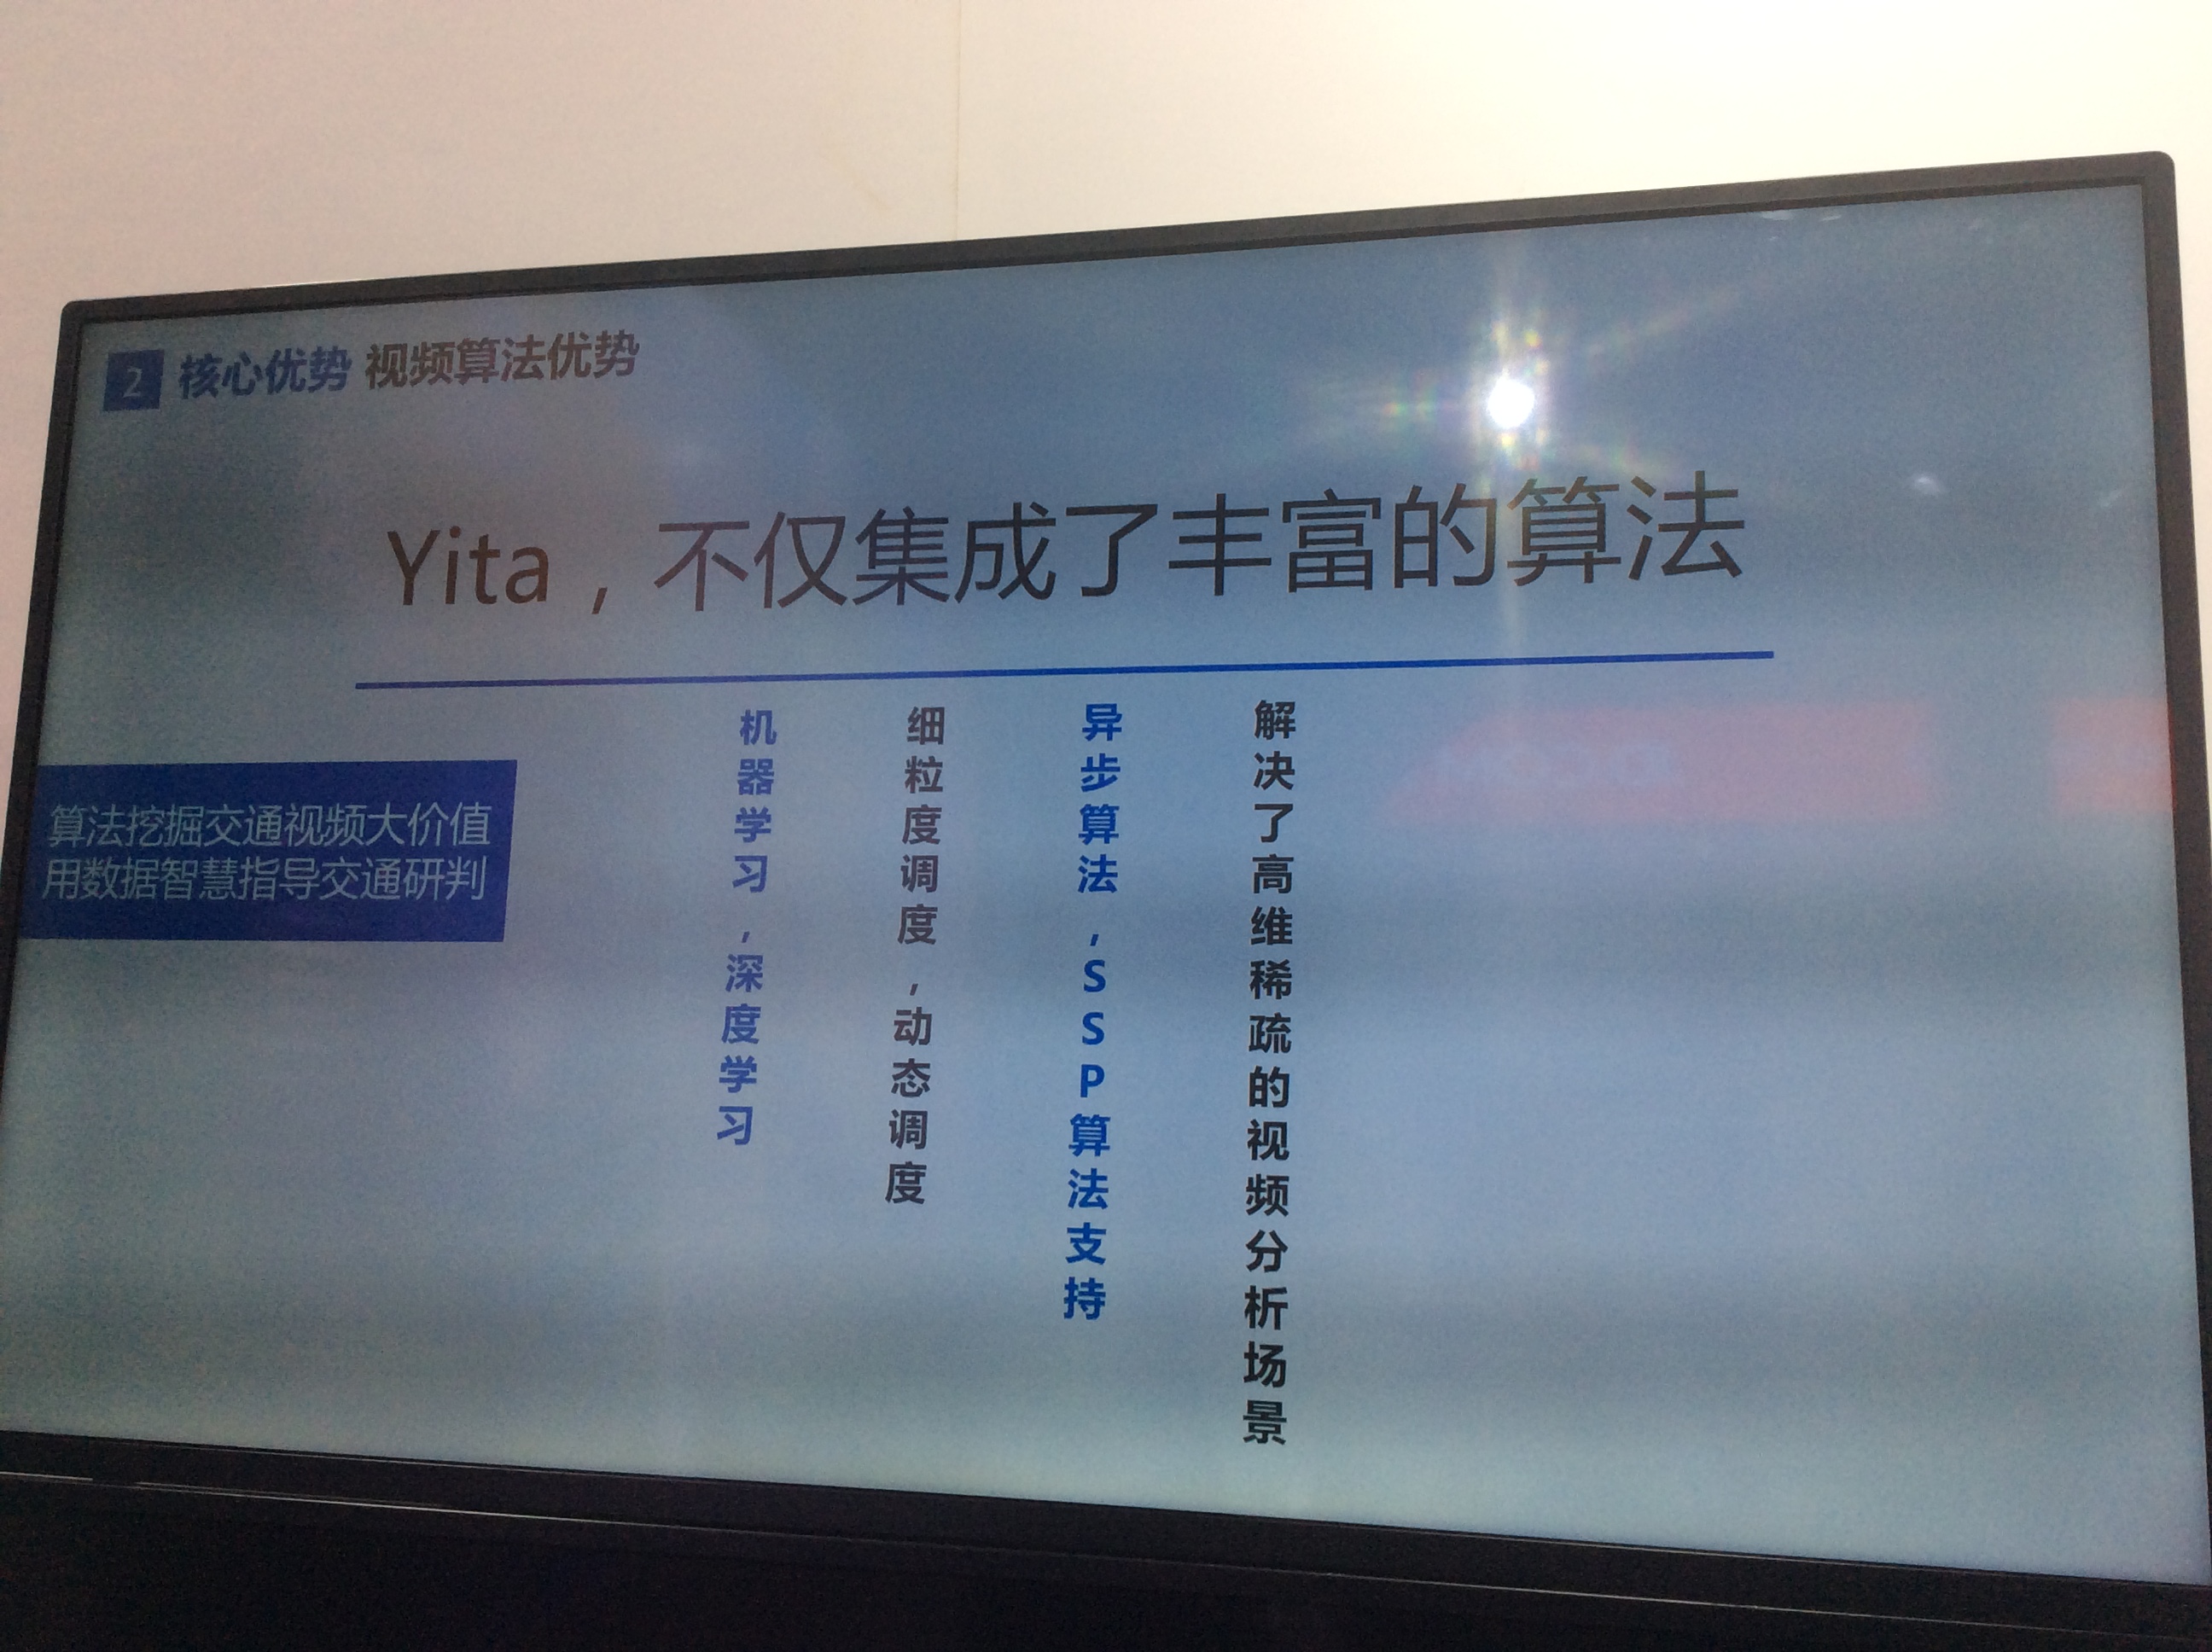 2 核心优势 视频算法优势
Yita，不仅集成了丰富的算法
算法挖掘交通视频大价值
用数据智慧指导交通研判
机器学习，深度学习
细粒度调度，动态调度
异步算法，SSP算法支持
解决了高维稀疏的视频分析场景